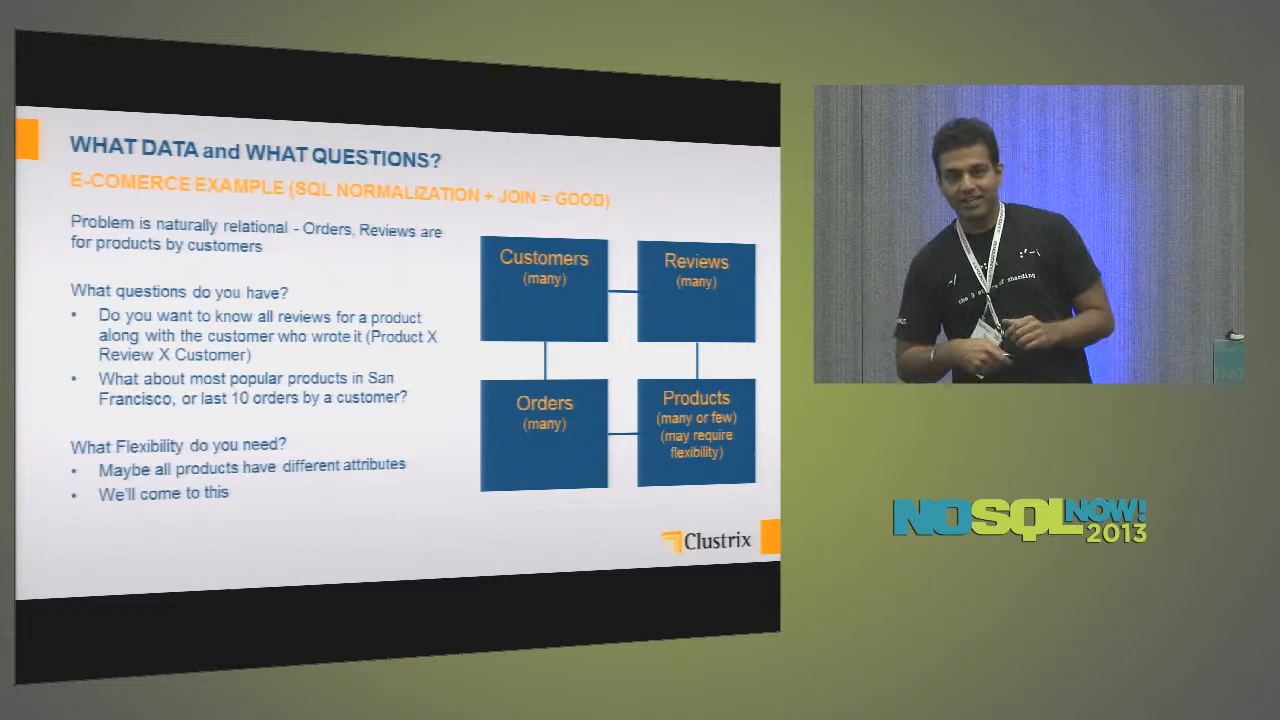 WHAT DATA and WHAT QUESTIONS?
E-COMERCE EXAMPLE (SQL NORMALIZATION + JOIN = GOOD)
Problem is naturally relational - Orders, Reviews are
for products by customers
What questions do you have?
• Do you want to know all reviews for a product
along with the customer who wrote it (Product X
Review X Customer)
• What about most popular products in San
Francisco, or last 10 orders by a customer?
What Flexibility do you need?
• Maybe all products have different attributes
• We'll come to this
Customers
(many)
Reviews
(many)
Orders
(many)
Products
(many or few)
(may require
flexibility)
Clustrix
of sharding
NOSQL NOW!
2013